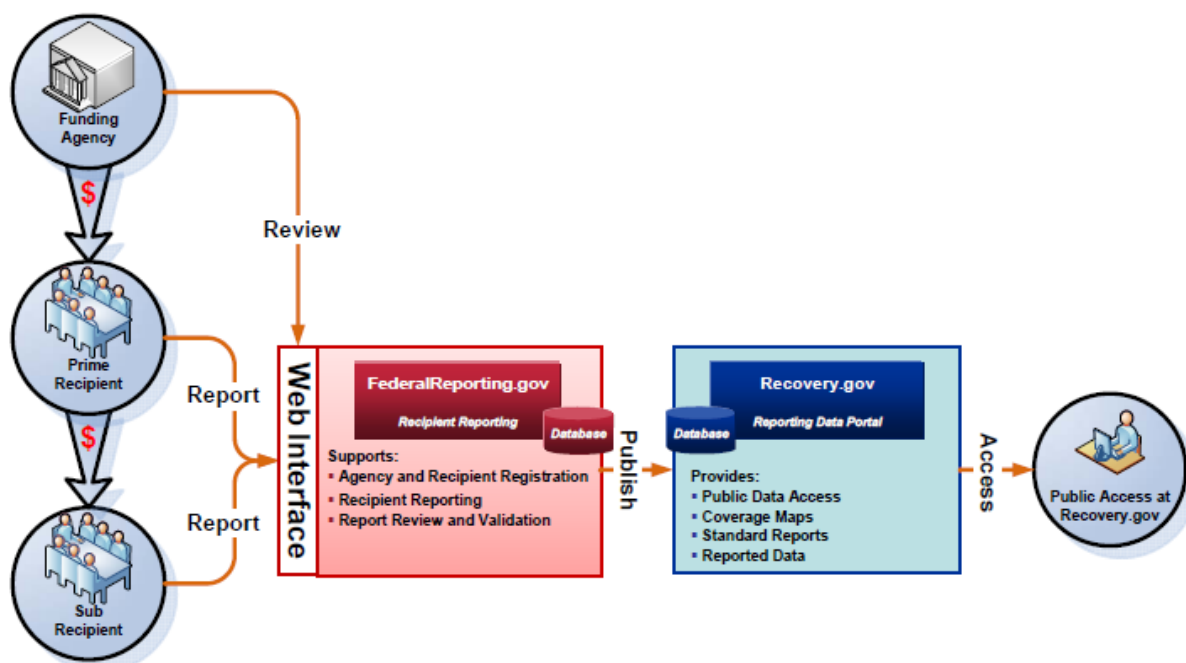 Funding
Agency
$
Review
Prime
Recipient
Report
$
Report
Sub
Recipient
Web Interface
FederalReporting.gov
Recipient Reporting
Database
Supports:
▪ Agency and Recipient Registration
▪ Recipient Reporting
▪ Report Review and Validation
Publish
Recovery.gov
Reporting Data Portal
Database
Provides:
▪ Public Data Access
▪ Coverage Maps
▪ Standard Reports
▪ Reported Data
Access
Public Access at
Recovery.gov